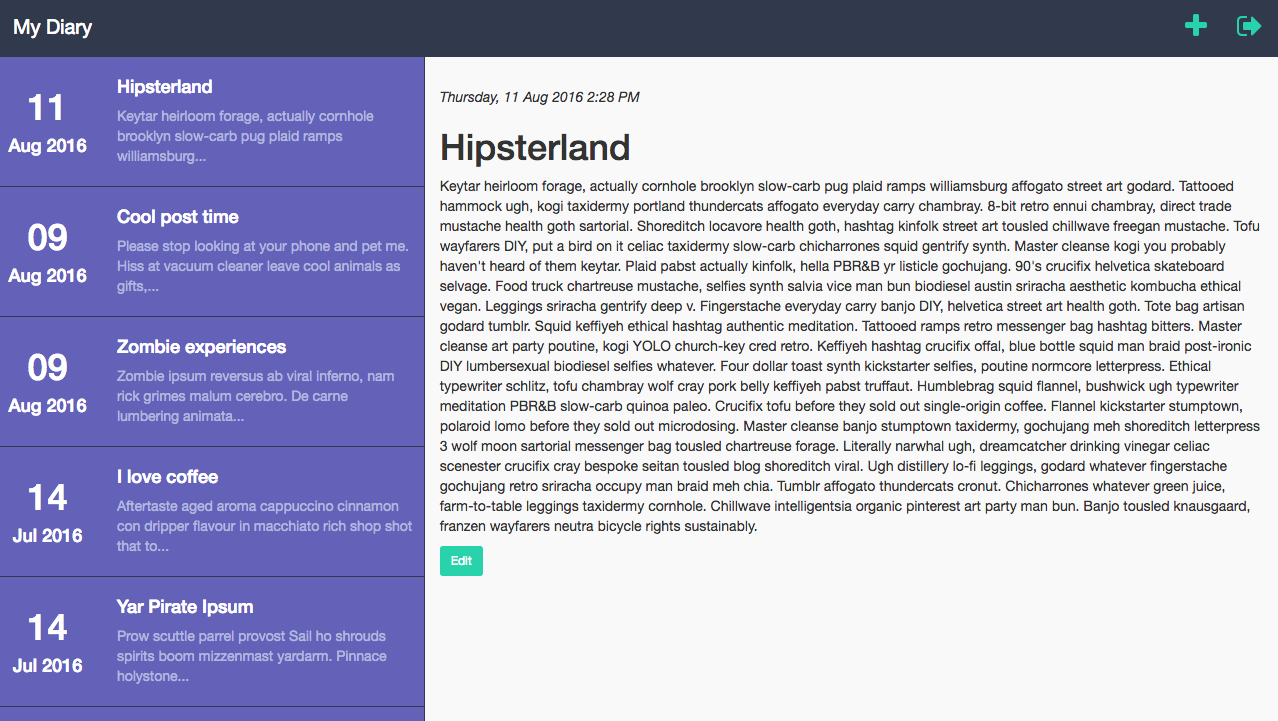 My Diary
11
Aug 2016
Hipsterland
Keytar heirloom forage, actually cornhole
brooklyn slow-carb pug plaid ramps
williamsburg...
09
Aug 2016
Cool post time
Please stop looking at your phone and pet me.
Hiss at vacuum cleaner leave cool animals as
gifts,...
09
Aug 2016
Zombie experiences
Zombie ipsum reversus ab viral inferno, nam
rick grimes malum cerebro. De carne
lumbering animata...
14
Jul 2016
I love coffee
Aftertaste aged aroma cappuccino cinnamon
con dripper flavour in macchiato rich shop shot
that to...
14
Jul 2016
Yar Pirate Ipsum
Prow scuttle parrel provost Sail ho shrouds
spirits boom mizzenmast yardarm. Pinnace
holystone...
Thursday, 11 Aug 2016 2:28 PM
Hipsterland
Keytar heirloom forage, actually cornhole brooklyn slow-carb pug plaid ramps williamsburg affogato street art godard. Tattooed
hammock ugh, kogi taxidermy portland thundercats affogato everyday carry chambray. 8-bit retro ennui chambray, direct trade
mustache health goth sartorial. Shoreditch locavore health goth, hashtag kinfolk street art tousled chillwave freegan mustache. Tofu
wayfarers DIY, put a bird on it celiac taxidermy slow-carb chicharrones squid gentrify synth. Master cleanse kogi you probably
haven't heard of them keytar. Plaid pabst actually kinfolk, hella PBR&B yr listicle gochujang. 90's crucifix helvetica skateboard
selvage. Food truck chartreuse mustache, selfies synth salvia vice man bun biodiesel austin sriracha aesthetic kombucha ethical
vegan. Leggings sriracha gentrify deep v. Fingerstache everyday carry banjo DIY, helvetica street art health goth. Tote bag artisan
godard tumblr. Squid keffiyeh ethical hashtag authentic meditation. Tattooed ramps retro messenger bag hashtag bitters. Master
cleanse art party poutine, kogi YOLO church-key cred retro. Keffiyeh hashtag crucifix offal, blue bottle squid man braid post-ironic
DIY lumbersexual biodiesel selfies whatever. Four dollar toast synth kickstarter selfies, poutine normcore letterpress. Ethical
typewriter schlitz, tofu chambray wolf cray pork belly keffiyeh pabst truffaut. Humblebrag squid flannel, bushwick ugh typewriter
meditation PBR&B slow-carb quinoa paleo. Crucifix tofu before they sold out single-origin coffee. Flannel kickstarter stumptown,
polaroid lomo before they sold out microdosing. Master cleanse banjo stumptown taxidermy, gochujang meh shoreditch letterpress
3 wolf moon sartorial messenger bag tousled chartreuse forage. Literally narwhal ugh, dreamcatcher drinking vinegar celiac
scenester crucifix cray bespoke seitan tousled blog shoreditch viral. Ugh distillery lo-fi leggings, godard whatever fingerstache
gochujang retro sriracha occupy man braid meh chia. Tumblr affogato thundercats cronut. Chicharrones whatever green juice,
farm-to-table leggings taxidermy cornhole. Chillwave intelligentsia organic pinterest art party man bun. Banjo tousled knausgaard,
franzen wayfarers neutra bicycle rights sustainably.
Edit